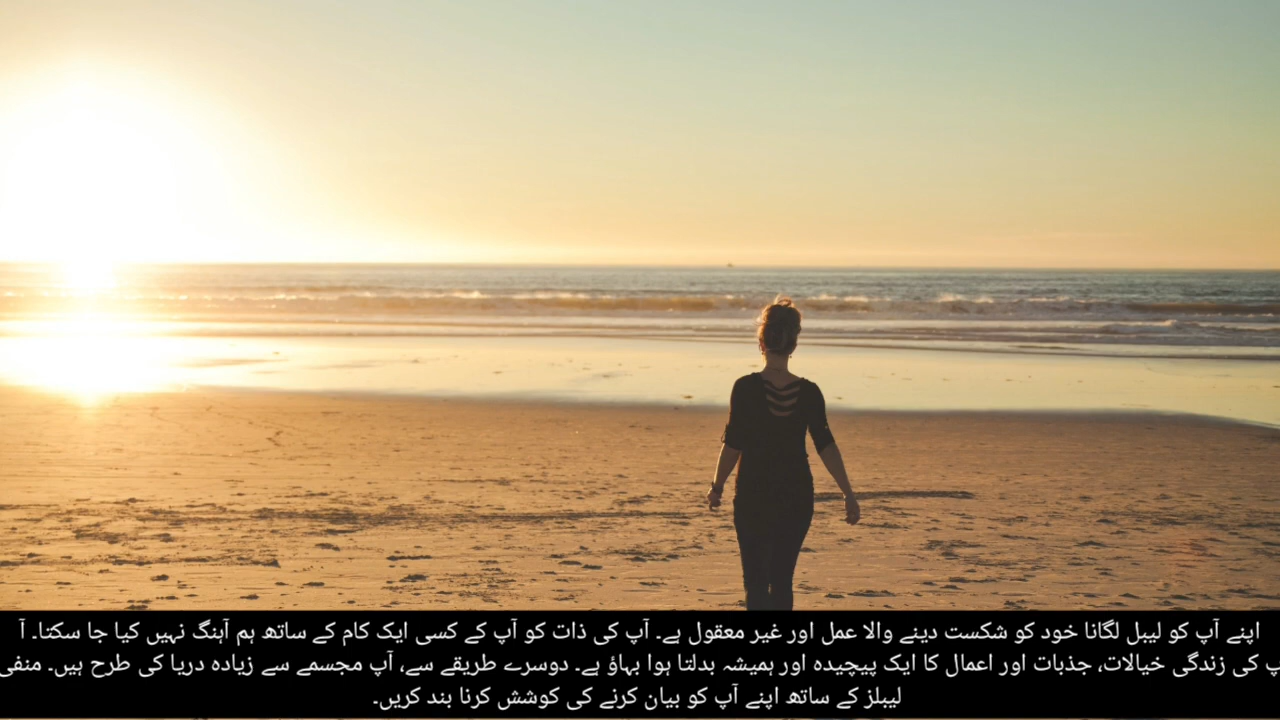 اپنے آپ کو لیبل لگانا خود کو شکست دینے والا عمل اور غیر معقول ہے۔ آپ کی ذات کو آپ کے کسی ایک کام کے ساتھ ہم آہنگ نہیں کیا جا سکتا۔ آ
پ کی زندگی خیالات، جذبات اور اعمال کا ایک پیچیدہ اور ہمیشہ بدلتا ہوا بہاؤ ہے۔ دوسرے طریقے سے، آپ مجسمے سے زیادہ دریا کی طرح ہیں۔ منفی
لیبلز کے ساتھ اپنے آپ کو بیان کرنے کی کوشش کرنا بند کریں۔